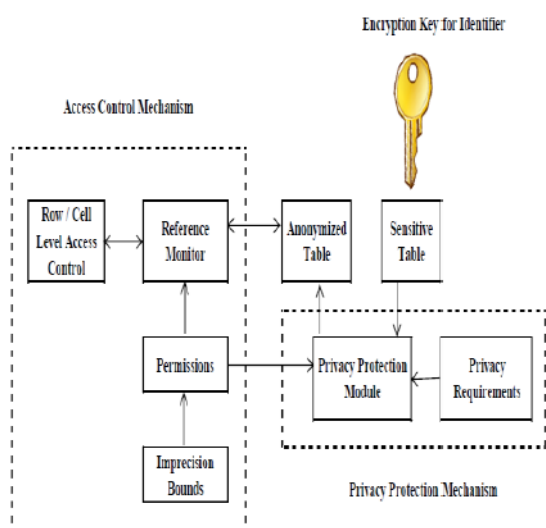 Encryption Key for Identifier
Access Control Mechanism
Row / Cell
Level Access
Control
Reference
Monitor
Anonymized
Table
Sensitive
Table
Permissions
Privacy Protection
Module
Privacy
Requirements
Imprecision
Bounds
Privacy Protection Mechanism